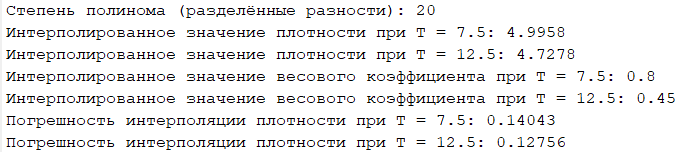 Степень полинома (разделённые разности): 20
Интерполированное значение плотности при T = 7.5: 4.9958
Интерполированное значение плотности при T = 12.5: 4.7278
Интерполированное значение весового коэффициента при T = 7.5: 0.8
Интерполированное значение весового коэффициента при T = 12.5: 0.45
Погрешность интерполяции плотности при T = 7.5: 0.14043
Погрешность интерполяции плотности при T = 12.5: 0.12756